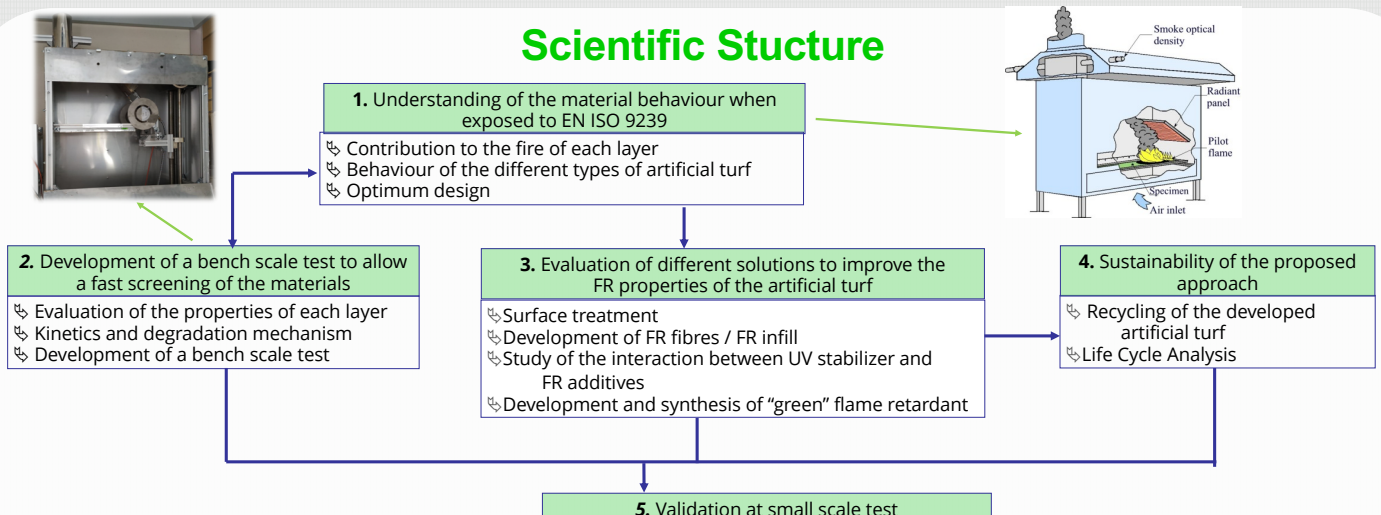 Scientific Stucture
Smoke optical
density
Radiant
panel
Pilot
flame
Specimen
Air inlet
1. Understanding of the material behaviour when
exposed to EN ISO 9239
Contribution to the fire of each layer
Behaviour of the different types of artificial turf
Optimum design
2. Development of a bench scale test to allow
a fast screening of the materials
Evaluation of the properties of each layer
Kinetics and degradation mechanism
Development of a bench scale test
3. Evaluation of different solutions to improve the
FR properties of the artificial turf
Surface treatment
Development of FR fibres / FR infill
Study of the interaction between UV stabilizer and
FR additives
Development and synthesis of “green” flame retardant
4. Sustainability of the proposed
approach
Recycling of the developed
artificial turf
Life Cycle Analysis
5. Validation at small scale test